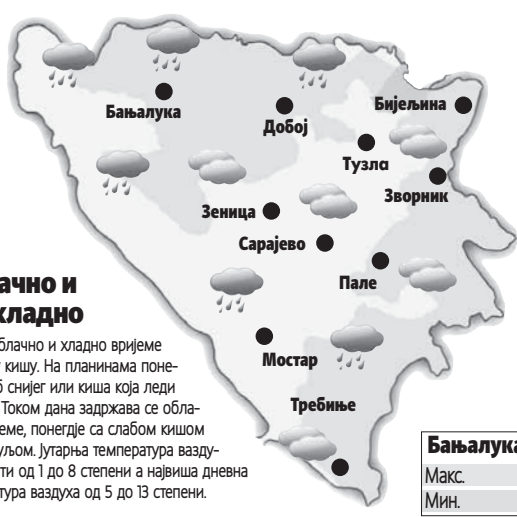 Бањалука
Добој
Бијељина
Тузла
Зворник
Зеница
Сарајево
Пале
Мостар
Требиње
ачно и
хладно
блачно и хладно вријеме
кишу. На планинама поне-
снијег или киша која леди
Током дана задржава се обла-
еме, понегдје са слабом кишом
уљом. Јутарња температура вазду-
ти од 1 до 8 степени а највиша дневна
тура ваздуха од 5 до 13 степени.
Бањалука
Макс.
Мин.